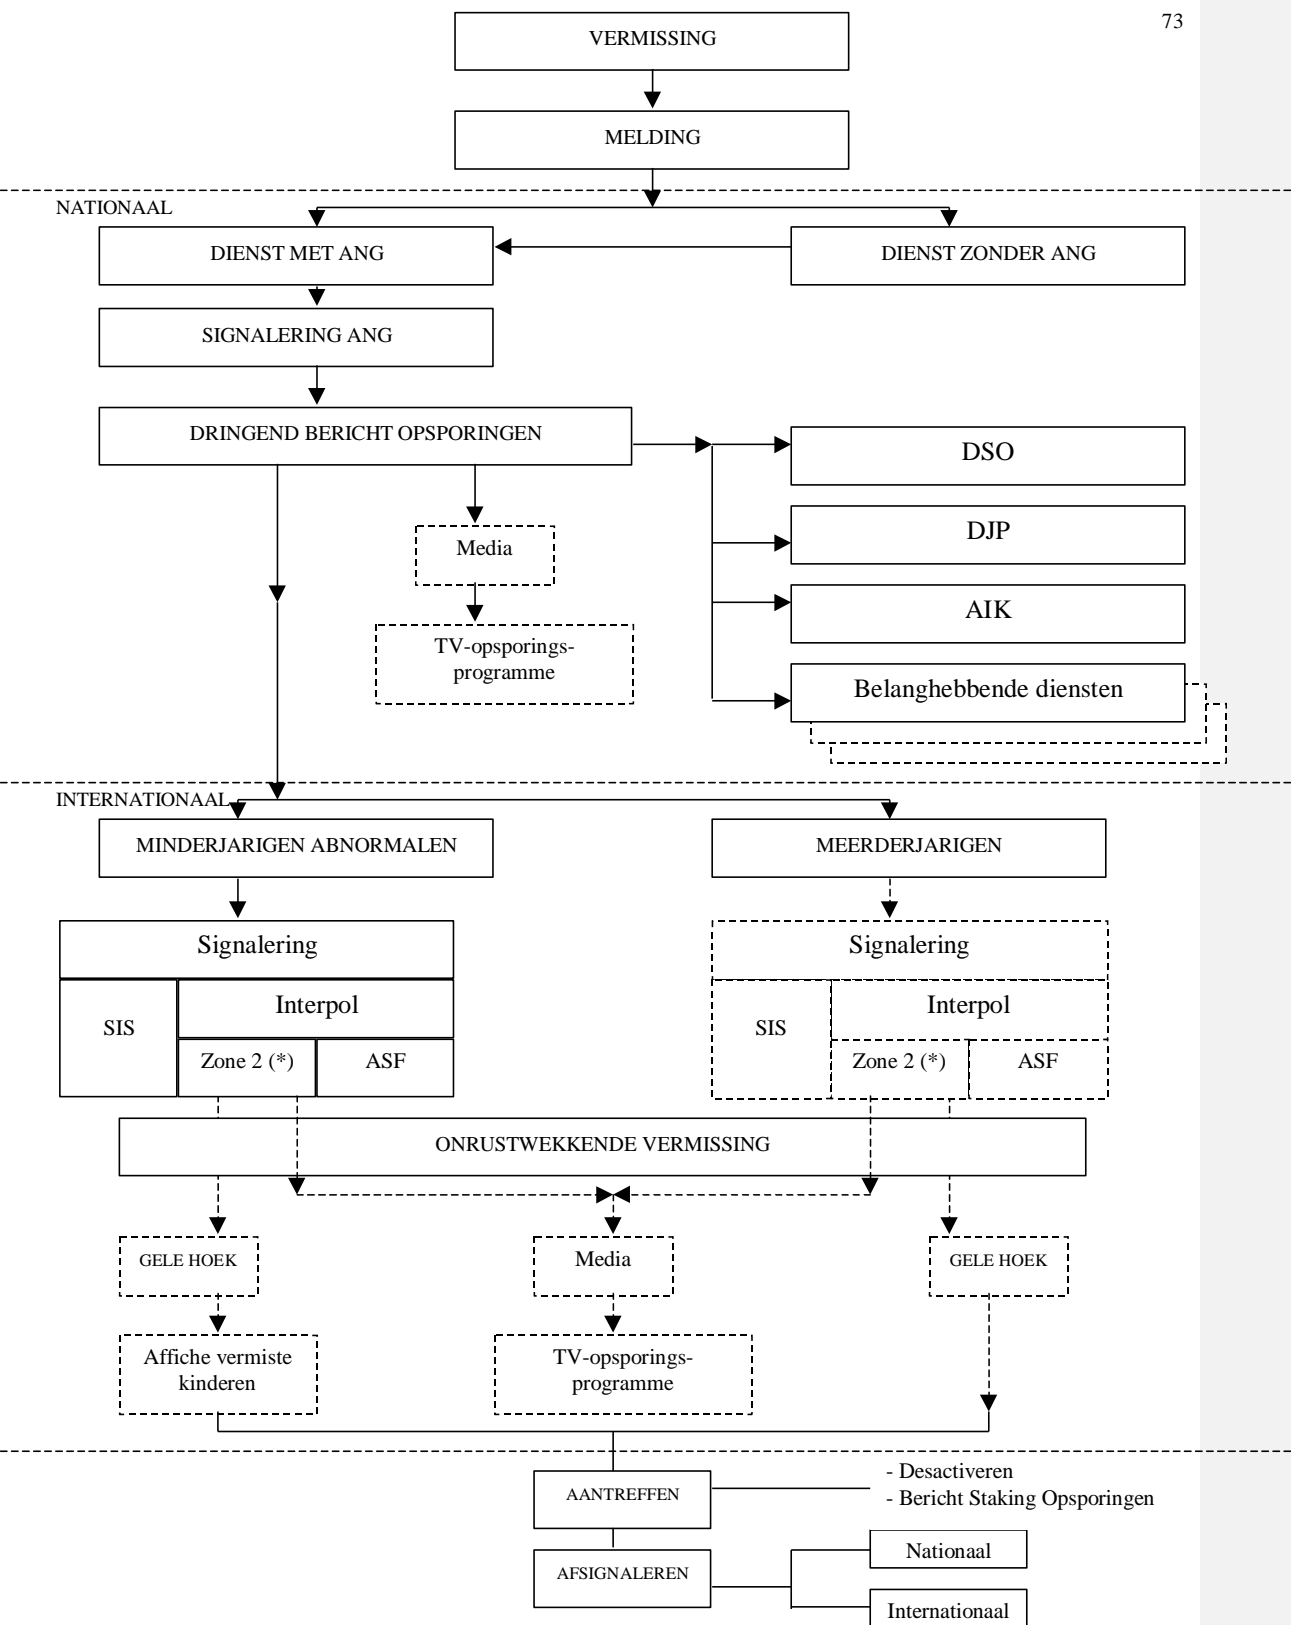 73
VERMISSING
MELDING
NATIONAAL
DIENST MET ANG
DIENST ZONDER ANG
SIGNALERING ANG
DRINGEND BERICHT OPSPORINGEN
DSO
DJP
Media
AIK
TV-opsporings-
programme
Belanghebbende diensten
INTERNATIONAAL
MINDERJARIGEN ABNORMALEN
MEERDERJARIGEN
Signalering
SIS
Interpol
Zone 2 (*)
ASF
Signalering
SIS
Interpol
Zone 2 (*)
ASF
ONRUSTWEKKENDE VERMISSING
GELE HOEK
Media
GELE HOEK
Affiche vermiste
kinderen
TV-opsporings-
programme
AANTREFFEN
- Desactiveren
- Bericht Staking Opsporingen
AFSIGNALEREN
Nationaal
Internationaal